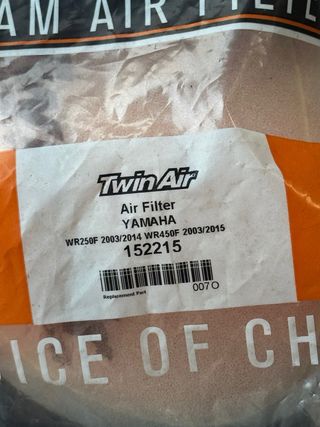 AM AIR FILTE
Twin Air
Air Filter
YAMAHA
WR250F 2003/2014 WR450F 2003/2015
152215
Replacement Part
007O
ICE OF CH